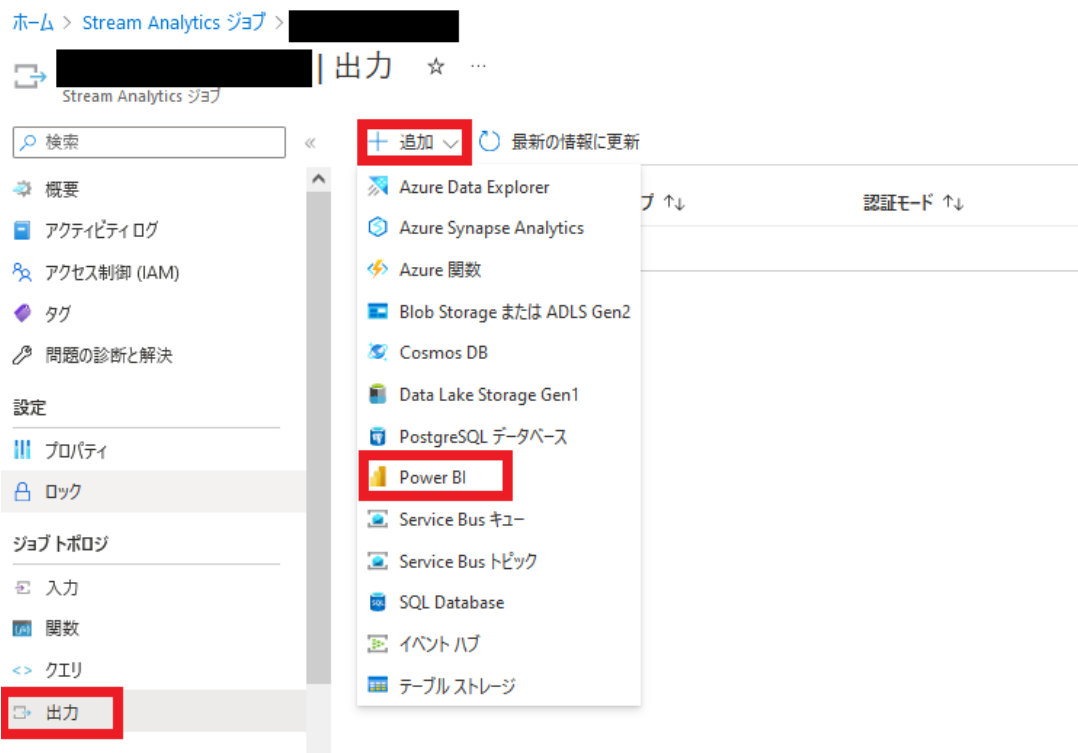 ホーム > Stream Analytics ジョブ >
| 出力 ☆ …
Stream Analytics ジョブ
検索 «
+ 追加 最新の情報に更新
概要
アクティビティ ログ
アクセス制御 (IAM)
タグ
問題の診断と解決
設定
プロパティ
ロック
ジョブ トポロジ
入力
関数
クエリ
出力
Azure Data Explorer
Azure Synapse Analytics
Azure 関数
Blob Storage または ADLS Gen2
Cosmos DB
Data Lake Storage Gen1
PostgreSQL データベース
Power BI
Service Bus キュー
Service Bus トピック
SQL Database
イベント ハブ
テーブル ストレージ
プ ↑↓ 認証モード ↑↓